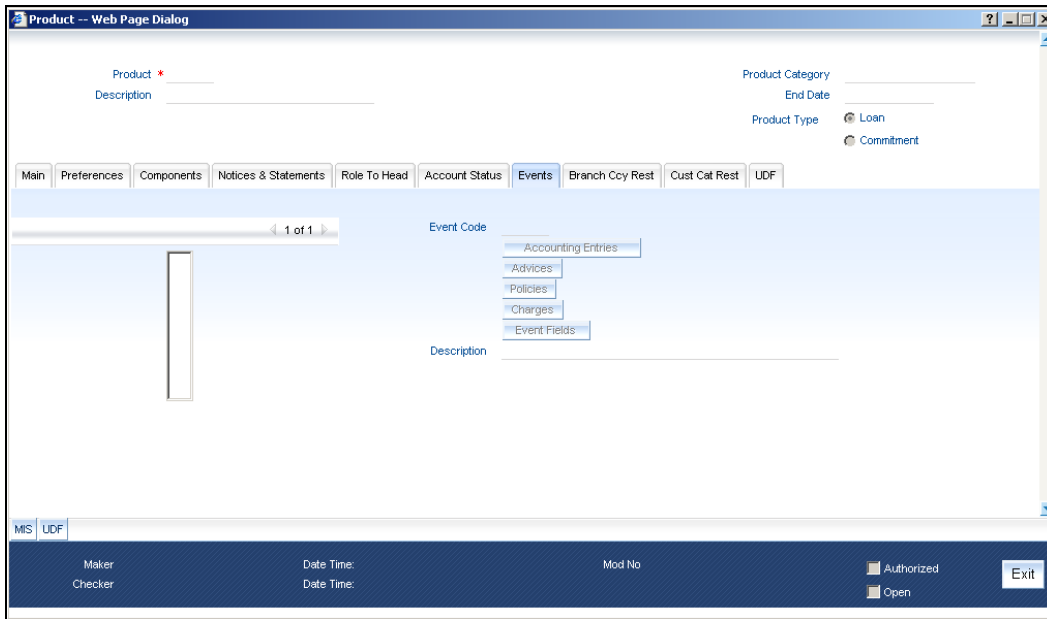 Product -- Web Page Dialog
Product *
Product Category
Description
End Date
Product Type
Loan
Commitment
Main Preferences Components Notices & Statements Role To Head Account Status Events Branch Ccy Rest Cust Cat Rest UDF
1 of 1
Event Code
Accounting Entries
Advices
Policies
Charges
Event Fields
Description
MIS UDF
Maker Date Time: Mod No Authorized
Checker Date Time: Open
Exit